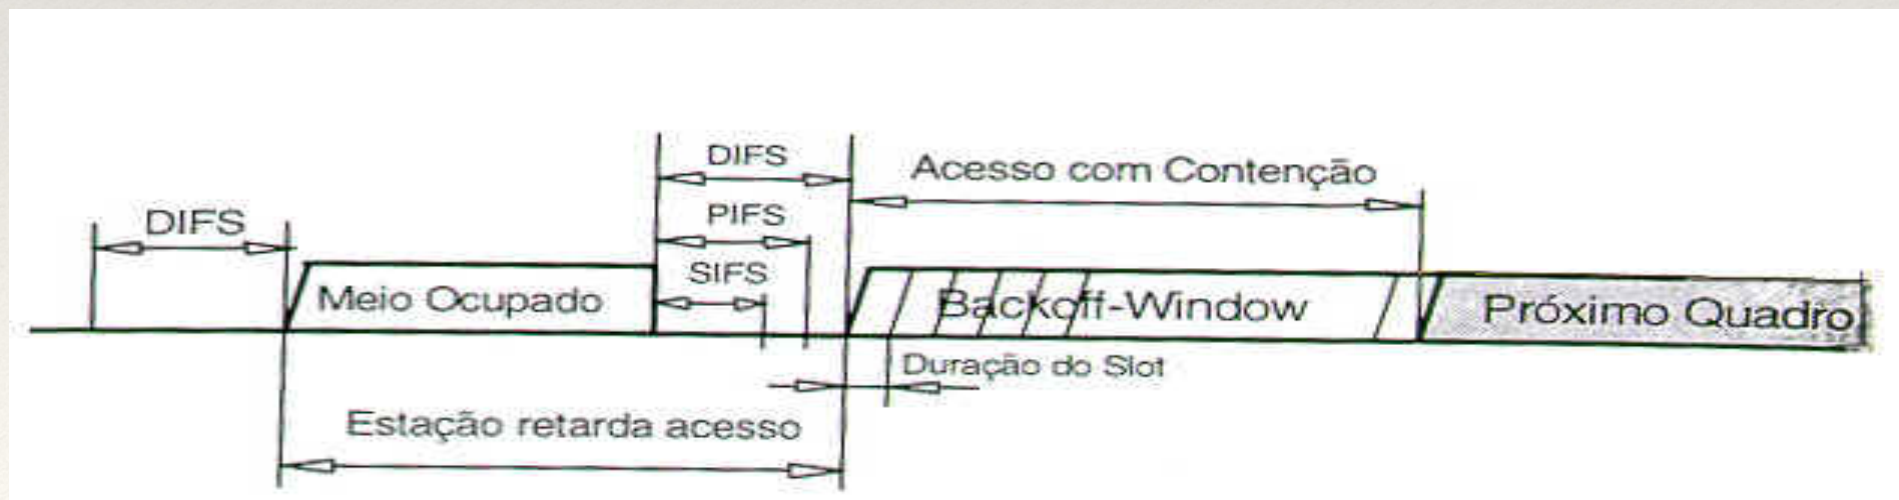 DIFS
Acesso com Contenção
DIFS
PIFS
SIFS
Meio Ocupado
Backoff-Window
Próximo Quadro
Duração do Slot
Estação retarda acesso